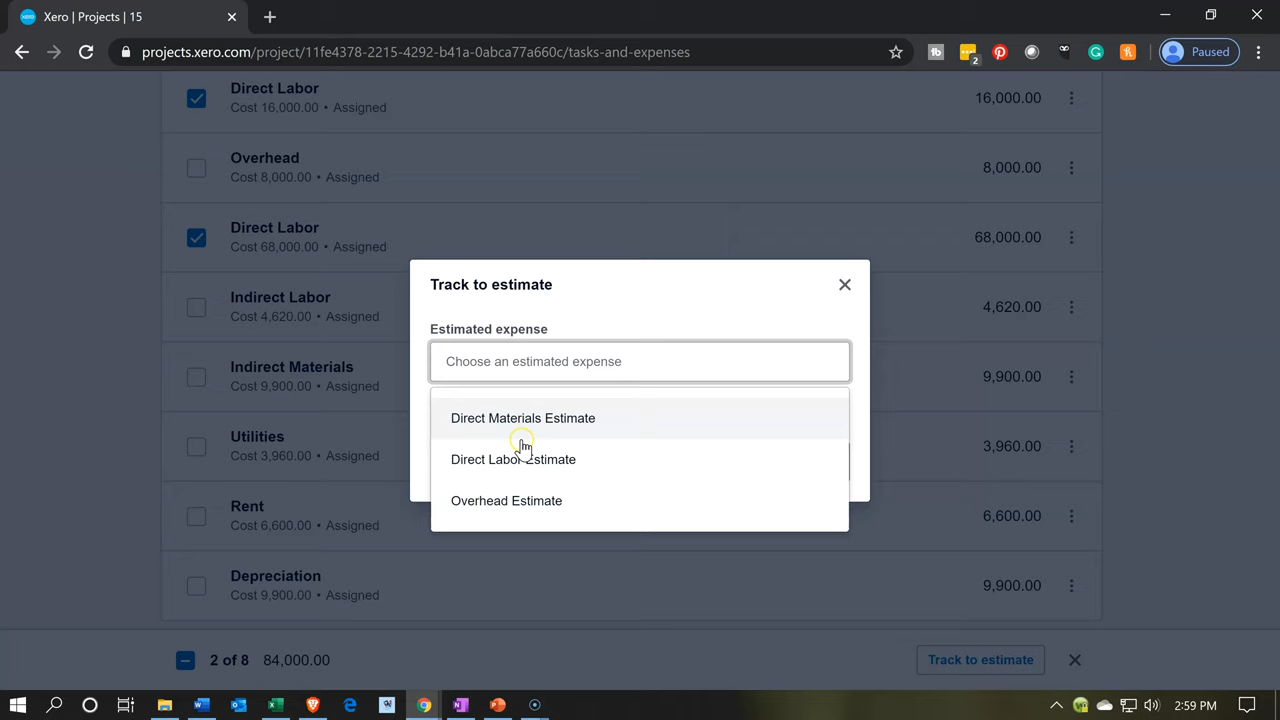 Xero | Projects | 15
projects.xero.com/project/11fe4378-2215-4292-b41a-0abca77a660c/tasks-and-expenses
2
Paused
Direct Labor
Cost 16,000.00 • Assigned
16,000.00
Overhead
Cost 8,000.00 • Assigned
8,000.00
Direct Labor
Cost 68,000.00 • Assigned
68,000.00
Indirect Labor
Cost 4,620.00 • Assigned
4,620.00
Indirect Materials
Cost 9,900.00 • Assigned
9,900.00
Utilities
Cost 3,960.00 • Assigned
3,960.00
Rent
Cost 6,600.00 • Assigned
6,600.00
Depreciation
Cost 9,900.00 • Assigned
9,900.00
Track to estimate
Estimated expense
Choose an estimated expense
Direct Materials Estimate
Direct Labor Estimate
Overhead Estimate
2 of 8 84,000.00
Track to estimate
2:59 PM